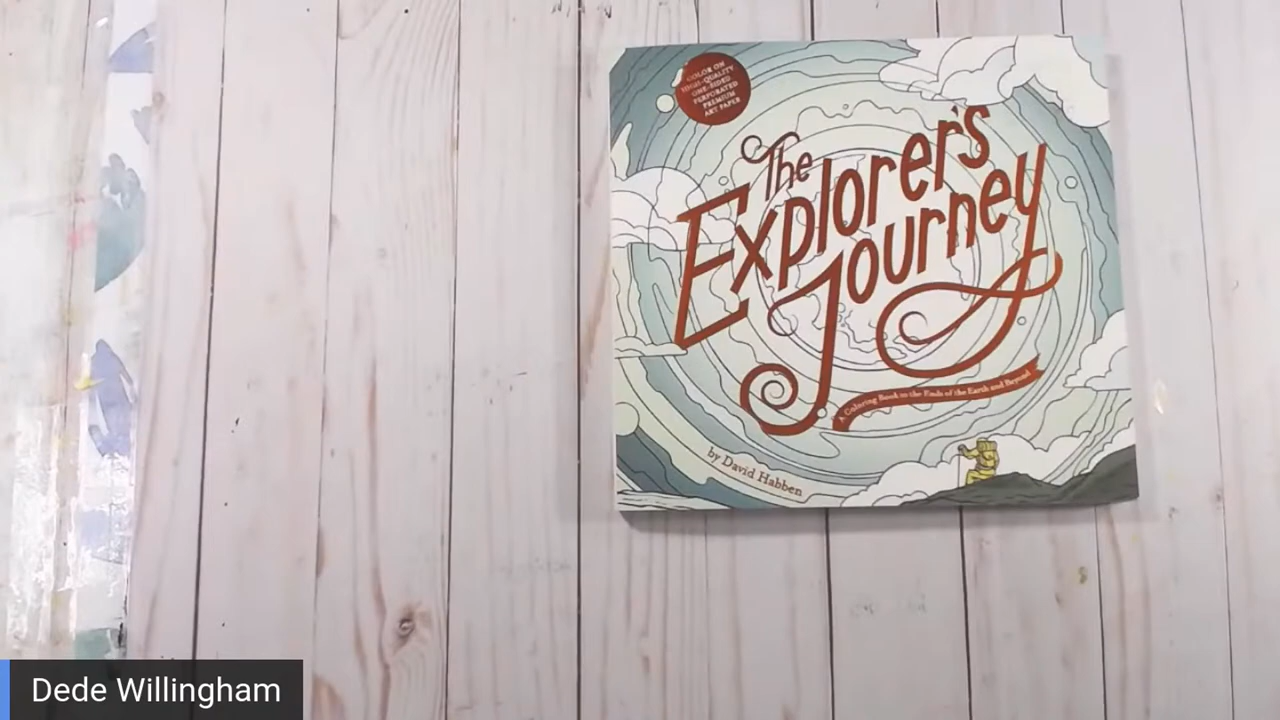 COLOR ON
HIGH-QUALITY
ONE-SIDED
PERFORATED
PREMIUM
ART PAPER
The
Explorer's
Journey
A Coloring Book to the Ends of the Earth and Beyond
by David Habben
Dede Willingham